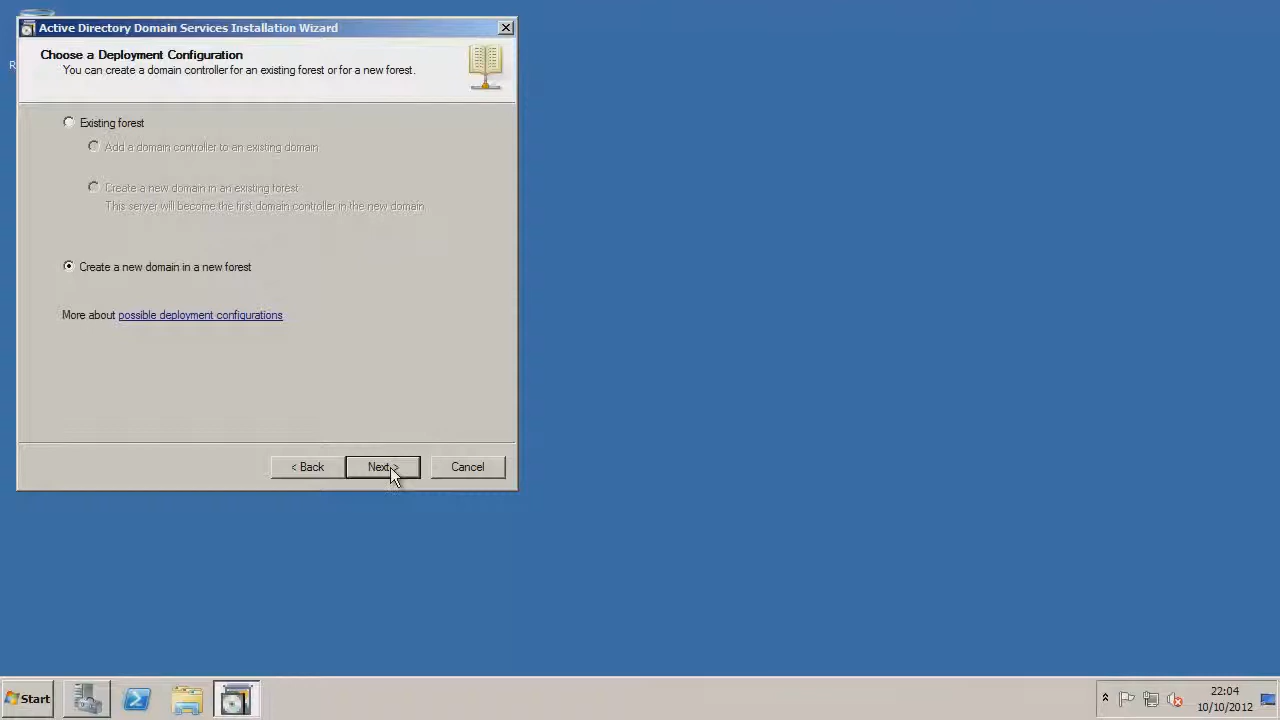 Active Directory Domain Services Installation Wizard
Choose a Deployment Configuration
You can create a domain controller for an existing forest or for a new forest.
R
Existing forest
Add a domain controller to an existing domain
Create a new domain in an existing forest
This server will become the first domain controller in the new domain.
Create a new domain in a new forest
More about possible deployment configurations
< Back
Next >
Cancel
Start
22:04
10/10/2012